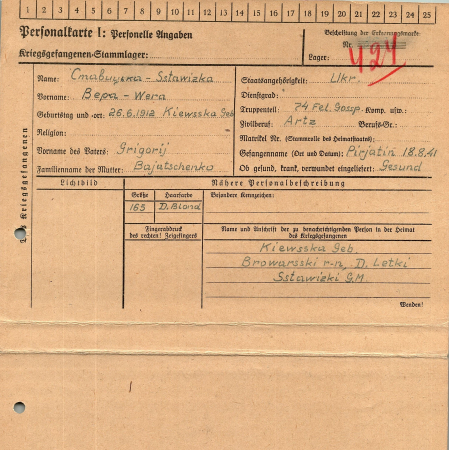 1 2 3 4 5 6 7 8 9 10 11 12 13 14 15 16 17 18 19 20 21 22 23 24 25
Personalkarte I: Personelle Angaben
Kriegsgefangenen-Stammlager:
Beschriftung der Erkennungsmarke
Nr. 424
Lager:
Des Kriegsgefangenen
Name: Ставицька - Sstawizka
Vorname: Вера - Wera
Geburtstag und -ort: 26.6.1912 Kiewsska Geb
Religion:
Vorname des Vaters: Grigorij
Familienname der Mutter: Bajatschenko
Staatsangehörigkeit: Ukr.
Dienstgrad:
Truppenteil: 74 Fel. Gosp. Komp. usw.:
Zivilberuf: Artz Berufs-Gr.:
Matrikel Nr. (Stammrolle des Heimatstaates):
Gefangennahme (Ort und Datum): Pirjatin 18.8.41
Ob gesund, krank, verwundet eingeliefert: Gesund
Lichtbild
Nähere Personalbeschreibung
Größe Haarfarbe Besondere Kennzeichen:
165 D.Blond
Fingerabdruck
des rechten! Zeigefingers
Name und Anschrift der zu benachrichtigenden Person in der Heimat
des Kriegsgefangenen
Kiewsska Geb.
Browarsski r-n, D. Letki
Sstawizki G.M.
Wenden!